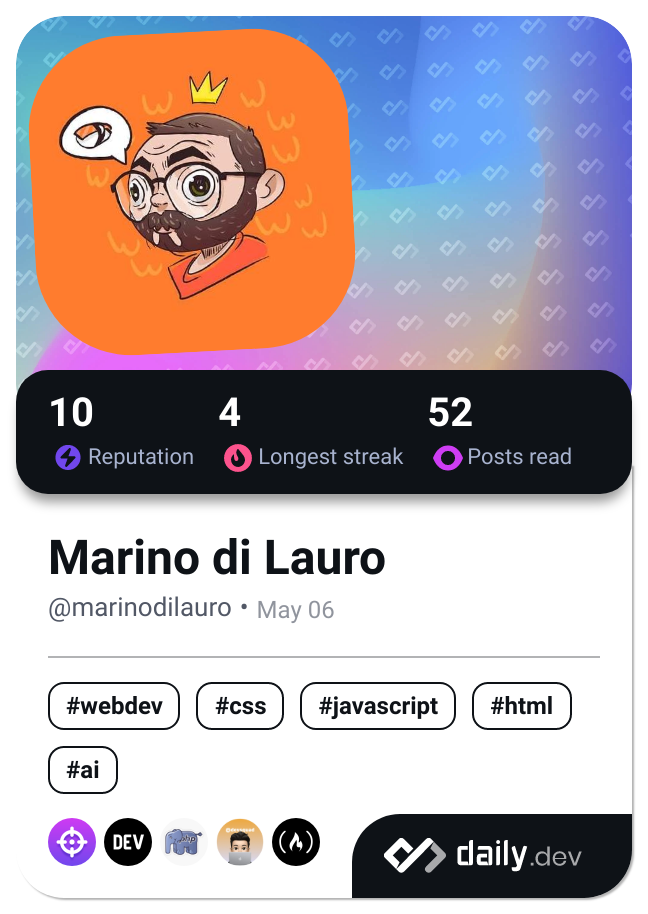 10
4
52
Reputation
Longest streak
Posts read
Marino di Lauro
@marinodilauro • May 06
#webdev
#css
#javascript
#html
#ai
DEV
php
daily.dev